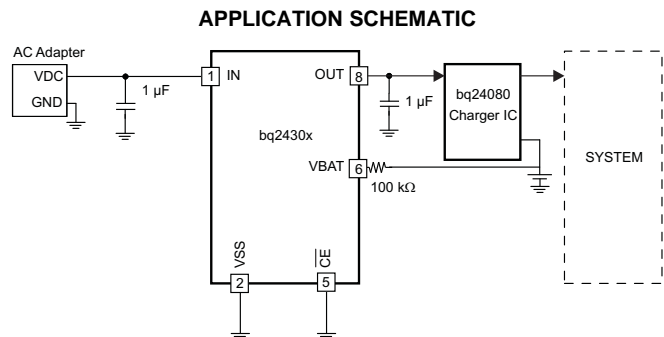 APPLICATION SCHEMATIC
AC Adapter
VDC
GND
1 µF
1
IN
OUT
8
bq2430x
1 µF
bq24080
Charger IC
VBAT
6
100 kΩ
SYSTEM
VSS
CE
2
5